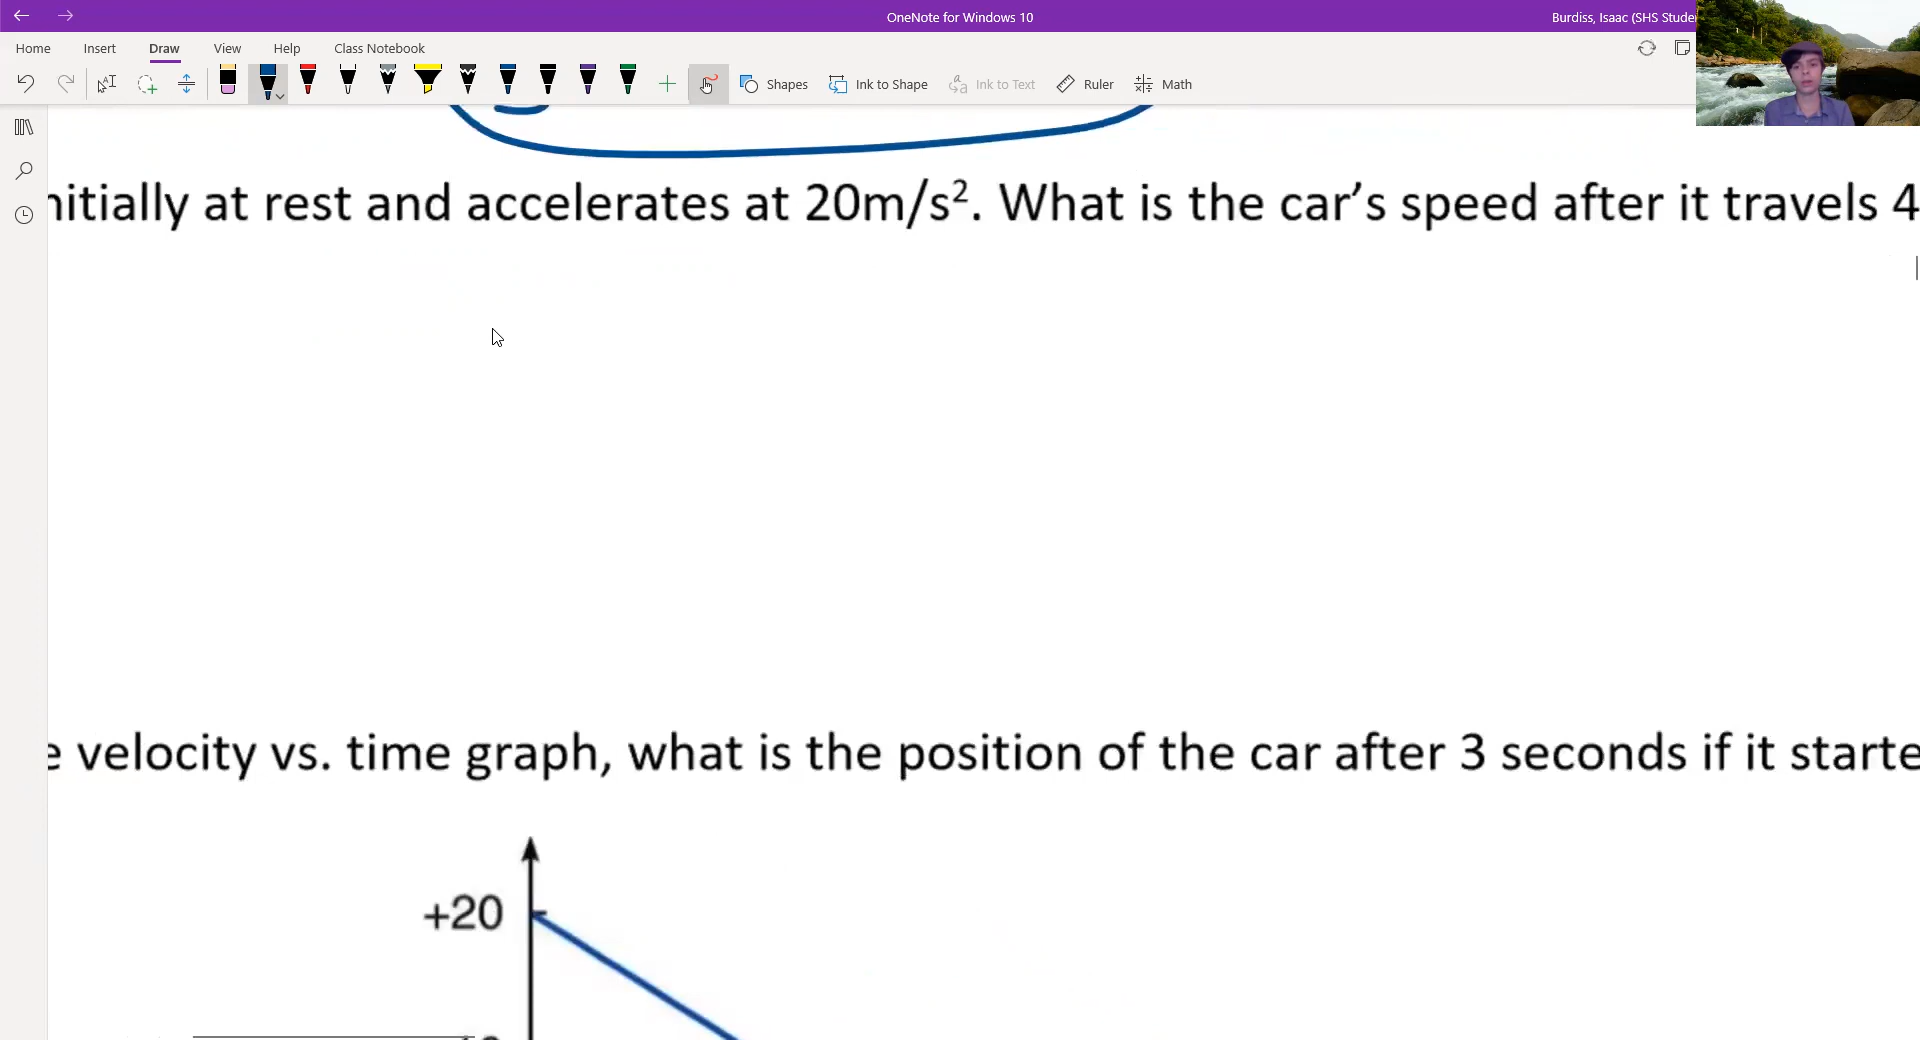 OneNote for Windows 10
Burdiss, Isaac (SHS
Home Insert Draw View Help Class Notebook
Shapes Ink to Shape Ink to Text Ruler Math
nitially at rest and accelerates at 20m/s². What is the car's speed after it travels 4
e velocity vs. time graph, what is the position of the car after 3 seconds if it starte
+20